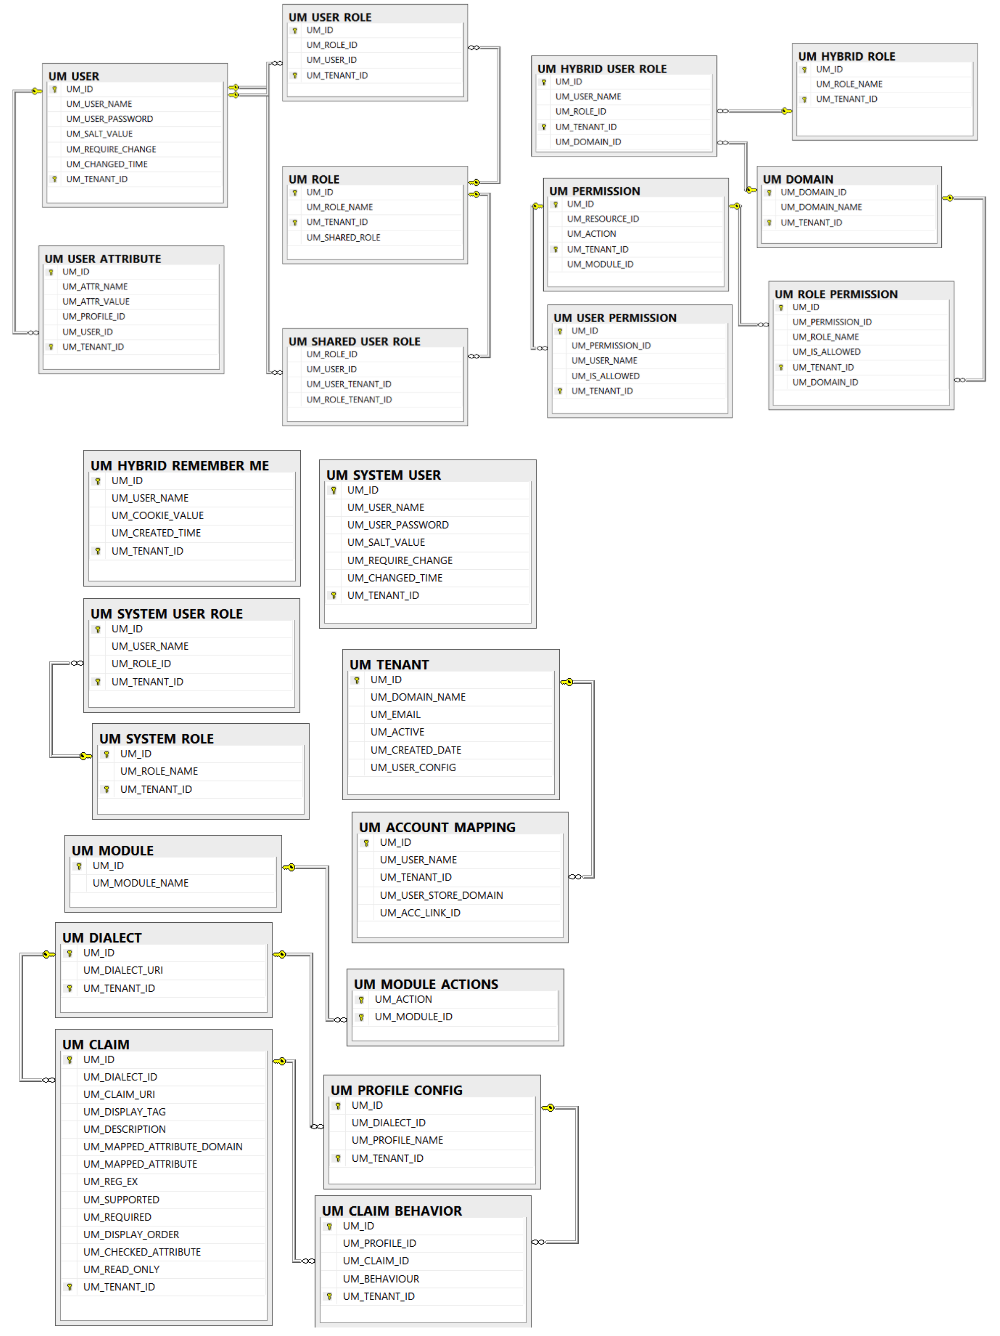 UM USER ROLE
UM_ID
UM_ROLE_ID
UM_USER_ID
UM_TENANT_ID
UM USER
UM_ID
UM_USER_NAME
UM_USER_PASSWORD
UM_SALT_VALUE
UM_REQUIRE_CHANGE
UM_CHANGED_TIME
UM_TENANT_ID
UM ROLE
UM_ID
UM_ROLE_NAME
UM_TENANT_ID
UM_SHARED_ROLE
UM USER ATTRIBUTE
UM_ID
UM_ATTR_NAME
UM_ATTR_VALUE
UM_PROFILE_ID
UM_USER_ID
UM_TENANT_ID
UM SHARED USER ROLE
UM_ROLE_ID
UM_USER_ID
UM_USER_TENANT_ID
UM_ROLE_TENANT_ID
UM HYBRID USER ROLE
UM_ID
UM_USER_NAME
UM_ROLE_ID
UM_TENANT_ID
UM_DOMAIN_ID
UM HYBRID ROLE
UM_ID
UM_ROLE_NAME
UM_TENANT_ID
UM PERMISSION
UM_ID
UM_RESOURCE_ID
UM_ACTION
UM_TENANT_ID
UM_MODULE_ID
UM DOMAIN
UM_DOMAIN_ID
UM_DOMAIN_NAME
UM_TENANT_ID
UM USER PERMISSION
UM_ID
UM_PERMISSION_ID
UM_USER_NAME
UM_IS_ALLOWED
UM_TENANT_ID
UM ROLE PERMISSION
UM_ID
UM_PERMISSION_ID
UM_ROLE_NAME
UM_IS_ALLOWED
UM_TENANT_ID
UM_DOMAIN_ID
UM HYBRID REMEMBER ME
UM_ID
UM_USER_NAME
UM_COOKIE_VALUE
UM_CREATED_TIME
UM_TENANT_ID
UM SYSTEM USER
UM_ID
UM_USER_NAME
UM_USER_PASSWORD
UM_SALT_VALUE
UM_REQUIRE_CHANGE
UM_CHANGED_TIME
UM_TENANT_ID
UM SYSTEM USER ROLE
UM_ID
UM_USER_NAME
UM_ROLE_ID
UM_TENANT_ID
UM TENANT
UM_ID
UM_DOMAIN_NAME
UM_EMAIL
UM_ACTIVE
UM_CREATED_DATE
UM_USER_CONFIG
UM SYSTEM ROLE
UM_ID
UM_ROLE_NAME
UM_TENANT_ID
UM ACCOUNT MAPPING
UM_ID
UM_USER_NAME
UM_TENANT_ID
UM_USER_STORE_DOMAIN
UM_ACC_LINK_ID
UM MODULE
UM_ID
UM_MODULE_NAME
UM DIALECT
UM_ID
UM_DIALECT_URI
UM_TENANT_ID
UM MODULE ACTIONS
UM_ACTION
UM_MODULE_ID
UM CLAIM
UM_ID
UM_DIALECT_ID
UM_CLAIM_URI
UM_DISPLAY_TAG
UM_DESCRIPTION
UM_MAPPED_ATTRIBUTE_DOMAIN
UM_MAPPED_ATTRIBUTE
UM_REG_EX
UM_SUPPORTED
UM_REQUIRED
UM_DISPLAY_ORDER
UM_CHECKED_ATTRIBUTE
UM_READ_ONLY
UM_TENANT_ID
UM PROFILE CONFIG
UM_ID
UM_DIALECT_ID
UM_PROFILE_NAME
UM_TENANT_ID
UM CLAIM BEHAVIOR
UM_ID
UM_PROFILE_ID
UM_CLAIM_ID
UM_BEHAVIOUR
UM_TENANT_ID